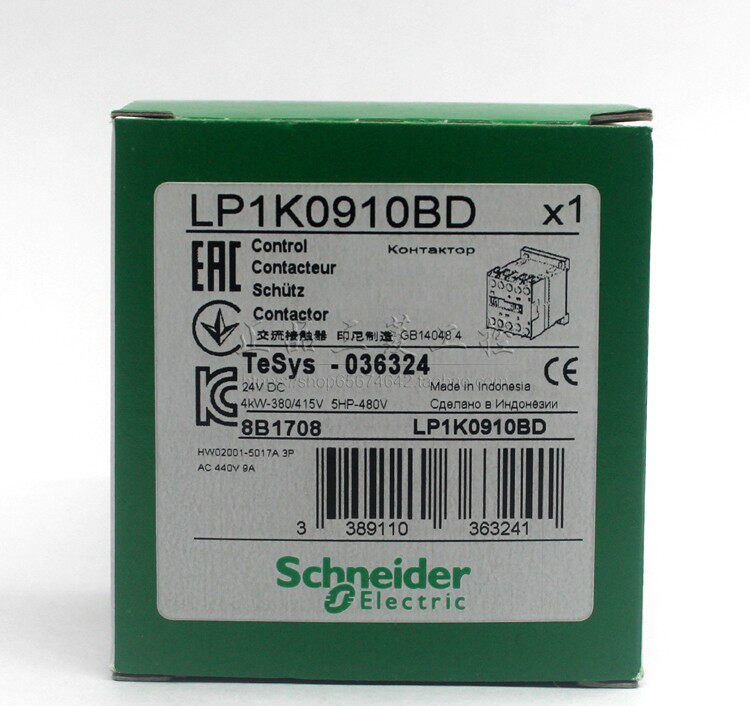 LP1K0910BD x1
EAC
Control
Контактор
Contacteur
Schütz
Contactor
交流接触器 印尼制造 GB14048.4
TeSys - 036324
24V DC
Made in Indonesia
CE
4kW-380/415V 5HP-480V
Сделано в Индонезии
8B1708 LP1K0910BD
HW02001-5017A 3P
AC 440V 9A
3 389110 363241
Schneider
Electric